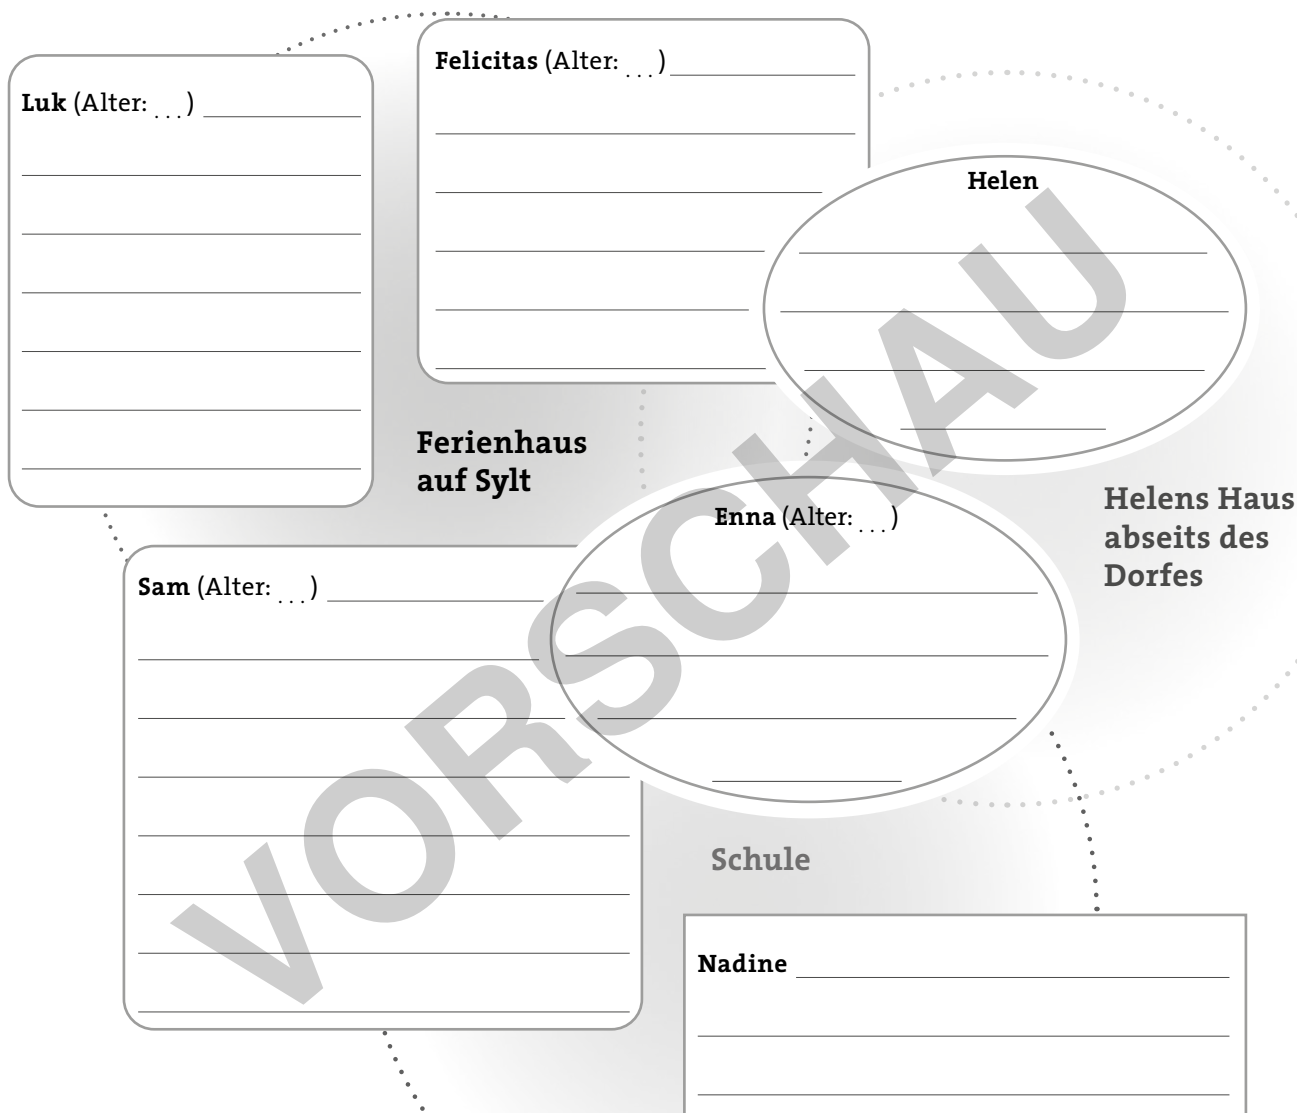 Luk (Alter: ...)
Felicitas (Alter: ...)
Helen
Ferienhaus
auf Sylt
Enna (Alter: ...)
Helens Haus
abseits des
Dorfes
Sam (Alter: ...)
Schule
Nadine
VORSCHAU